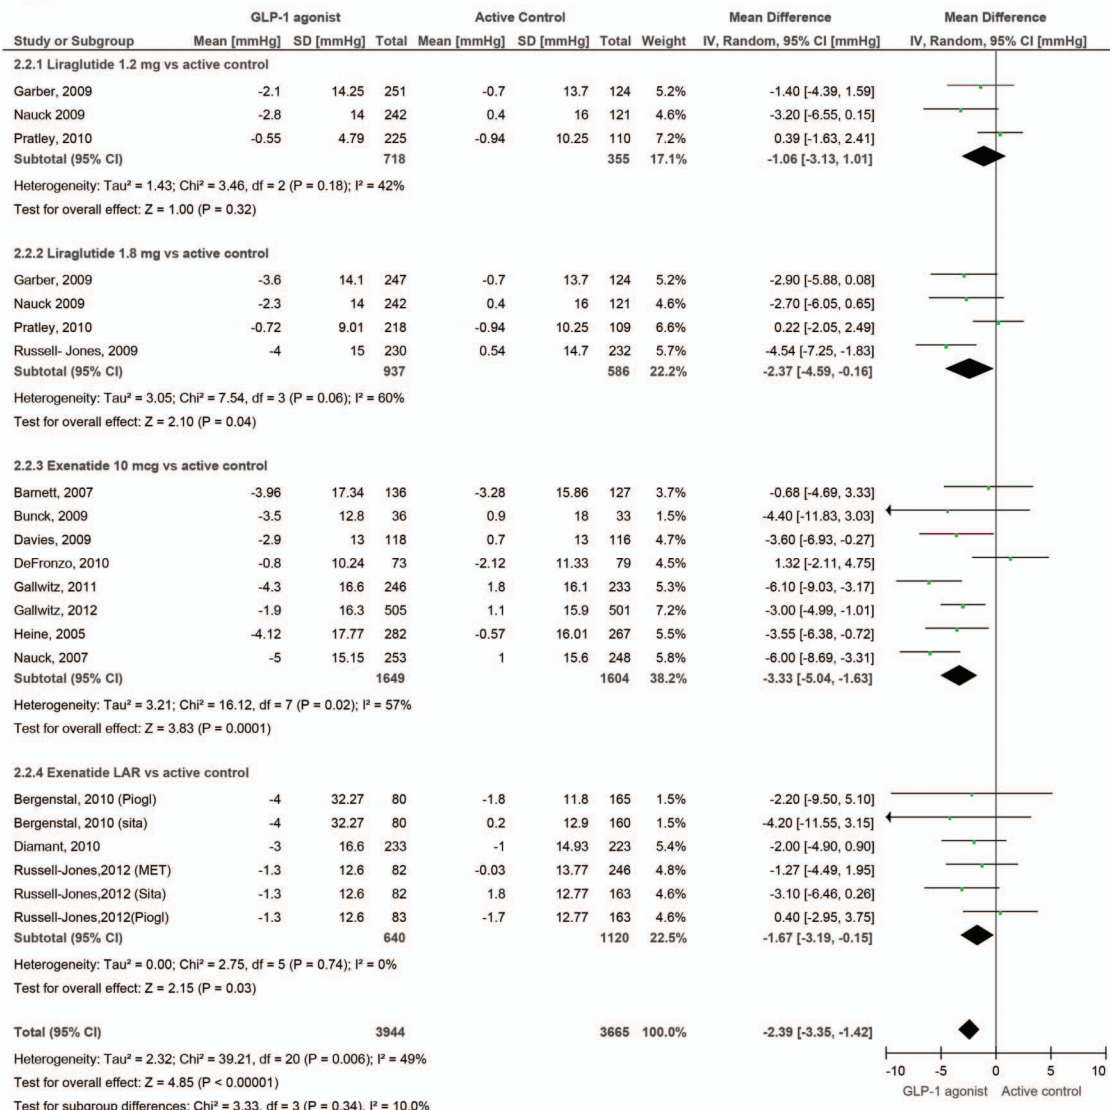 GLP-1 agonist Active Control Mean Difference Mean Difference
Study or Subgroup Mean [mmHg] SD [mmHg] Total Mean [mmHg] SD [mmHg] Total Weight IV, Random, 95% CI [mmHg] IV, Random, 95% CI [mmHg]
2.2.1 Liraglutide 1.2 mg vs active control
Garber, 2009 -2.1 14.25 251 -0.7 13.7 124 5.2% -1.40 [-4.39, 1.59]
Nauck 2009 -2.8 14 242 0.4 16 121 4.6% -3.20 [-6.55, 0.15]
Pratley, 2010 -0.55 4.79 225 -0.94 10.25 110 7.2% 0.39 [-1.63, 2.41]
Subtotal (95% CI) 718 355 17.1% -1.06 [-3.13, 1.01]
Heterogeneity: Tau² = 1.43; Chi² = 3.46, df = 2 (P = 0.18); I² = 42%
Test for overall effect: Z = 1.00 (P = 0.32)
2.2.2 Liraglutide 1.8 mg vs active control
Garber, 2009 -3.6 14.1 247 -0.7 13.7 124 5.2% -2.90 [-5.88, 0.08]
Nauck 2009 -2.3 14 242 0.4 16 121 4.6% -2.70 [-6.05, 0.65]
Pratley, 2010 -0.72 9.01 218 -0.94 10.25 109 6.6% 0.22 [-2.05, 2.49]
Russell- Jones, 2009 -4 15 230 0.54 14.7 232 5.7% -4.54 [-7.25, -1.83]
Subtotal (95% CI) 937 586 22.2% -2.37 [-4.59, -0.16]
Heterogeneity: Tau² = 3.05; Chi² = 7.54, df = 3 (P = 0.06); I² = 60%
Test for overall effect: Z = 2.10 (P = 0.04)
2.2.3 Exenatide 10 mcg vs active control
Barnett, 2007 -3.96 17.34 136 -3.28 15.86 127 3.7% -0.68 [-4.69, 3.33]
Bunck, 2009 -3.5 12.8 36 0.9 18 33 1.5% -4.40 [-11.83, 3.03]
Davies, 2009 -2.9 13 118 0.7 13 116 4.7% -3.60 [-6.93, -0.27]
DeFronzo, 2010 -0.8 10.24 73 -2.12 11.33 79 4.5% 1.32 [-2.11, 4.75]
Gallwitz, 2011 -4.3 16.6 246 1.8 16.1 233 5.3% -6.10 [-9.03, -3.17]
Gallwitz, 2012 -1.9 16.3 505 1.1 15.9 501 7.2% -3.00 [-4.99, -1.01]
Heine, 2005 -4.12 17.77 282 -0.57 16.01 267 5.5% -3.55 [-6.38, -0.72]
Nauck, 2007 -5 15.15 253 1 15.6 248 5.8% -6.00 [-8.69, -3.31]
Subtotal (95% CI) 1649 1604 38.2% -3.33 [-5.04, -1.63]
Heterogeneity: Tau² = 3.21; Chi² = 16.12, df = 7 (P = 0.02); I² = 57%
Test for overall effect: Z = 3.83 (P = 0.0001)
2.2.4 Exenatide LAR vs active control
Bergenstal, 2010 (Piogl) -4 32.27 80 -1.8 11.8 165 1.5% -2.20 [-9.50, 5.10]
Bergenstal, 2010 (sita) -4 32.27 80 0.2 12.9 160 1.5% -4.20 [-11.55, 3.15]
Diamant, 2010 -3 16.6 233 -1 14.93 223 5.4% -2.00 [-4.90, 0.90]
Russell-Jones,2012 (MET) -1.3 12.6 82 -0.03 13.77 246 4.8% -1.27 [-4.49, 1.95]
Russell-Jones,2012 (Sita) -1.3 12.6 82 1.8 12.77 163 4.6% -3.10 [-6.46, 0.26]
Russell-Jones,2012(Piogl) -1.3 12.6 83 -1.7 12.77 163 4.6% 0.40 [-2.95, 3.75]
Subtotal (95% CI) 640 1120 22.5% -1.67 [-3.19, -0.15]
Heterogeneity: Tau² = 0.00; Chi² = 2.75, df = 5 (P = 0.74); I² = 0%
Test for overall effect: Z = 2.15 (P = 0.03)
Total (95% CI) 3944 3665 100.0% -2.39 [-3.35, -1.42]
Heterogeneity: Tau² = 2.32; Chi² = 39.21, df = 20 (P = 0.006); I² = 49%
Test for overall effect: Z = 4.85 (P < 0.00001)
Test for subgroup differences: Chi² = 3.33, df = 3 (P = 0.34), I² = 10.0%
-10 -5 0 5 10
GLP-1 agonist Active control